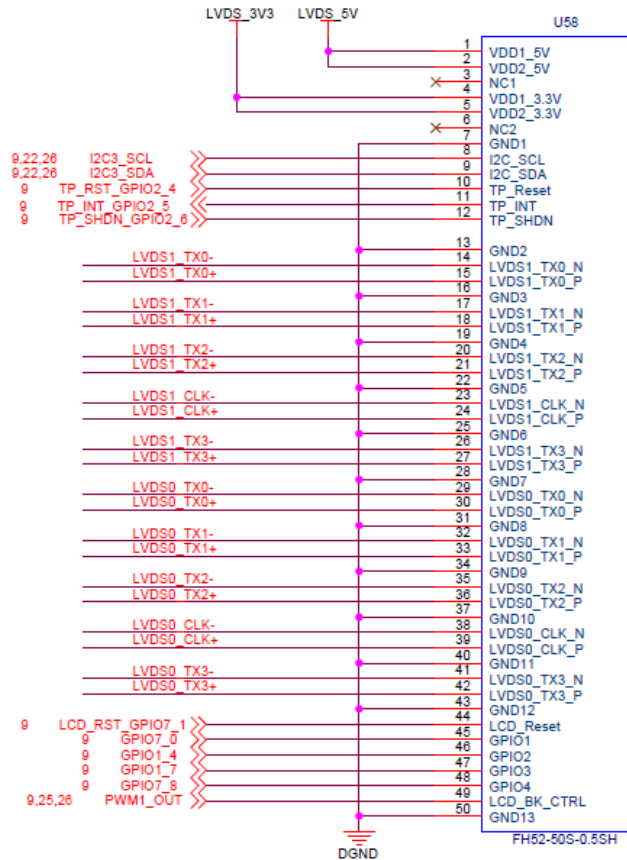 LVDS_3V3 LVDS_5V
U58
1 VDD1_5V
2 VDD2_5V
3 NC1
4 VDD1_3.3V
5 VDD2_3.3V
6 NC2
7 GND1
9,22,26 I2C3_SCL 8 I2C_SCL
9,22,26 I2C3_SDA 9 I2C_SDA
9 TP_RST_GPIO2_4 10 TP_Reset
9 TP_INT_GPIO2_5 11 TP_INT
9 TP_SHDN_GPIO2_6 12 TP_SHDN
13 GND2
LVDS1_TX0- 14 LVDS1_TX0_N
LVDS1_TX0+ 15 LVDS1_TX0_P
16 GND3
LVDS1_TX1- 17 LVDS1_TX1_N
LVDS1_TX1+ 18 LVDS1_TX1_P
19 GND4
LVDS1_TX2- 20 LVDS1_TX2_N
LVDS1_TX2+ 21 LVDS1_TX2_P
22 GND5
LVDS1_CLK- 23 LVDS1_CLK_N
LVDS1_CLK+ 24 LVDS1_CLK_P
25 GND6
LVDS1_TX3- 26 LVDS1_TX3_N
LVDS1_TX3+ 27 LVDS1_TX3_P
28 GND7
LVDS0_TX0- 29 LVDS0_TX0_N
LVDS0_TX0+ 30 LVDS0_TX0_P
31 GND8
LVDS0_TX1- 32 LVDS0_TX1_N
LVDS0_TX1+ 33 LVDS0_TX1_P
34 GND9
LVDS0_TX2- 35 LVDS0_TX2_N
LVDS0_TX2+ 36 LVDS0_TX2_P
37 GND10
LVDS0_CLK- 38 LVDS0_CLK_N
LVDS0_CLK+ 39 LVDS0_CLK_P
40 GND11
LVDS0_TX3- 41 LVDS0_TX3_N
LVDS0_TX3+ 42 LVDS0_TX3_P
43 GND12
9 LCD_RST_GPIO7_1 44 LCD_Reset
9 GPIO7_0 45 GPIO1
9 GPIO1_4 46 GPIO2
9 GPIO1_7 47 GPIO3
9 GPIO7_8 48 GPIO4
9,25,26 PWM1_OUT 49 LCD_BK_CTRL
50 GND13
FH52-50S-0.5SH
DGND